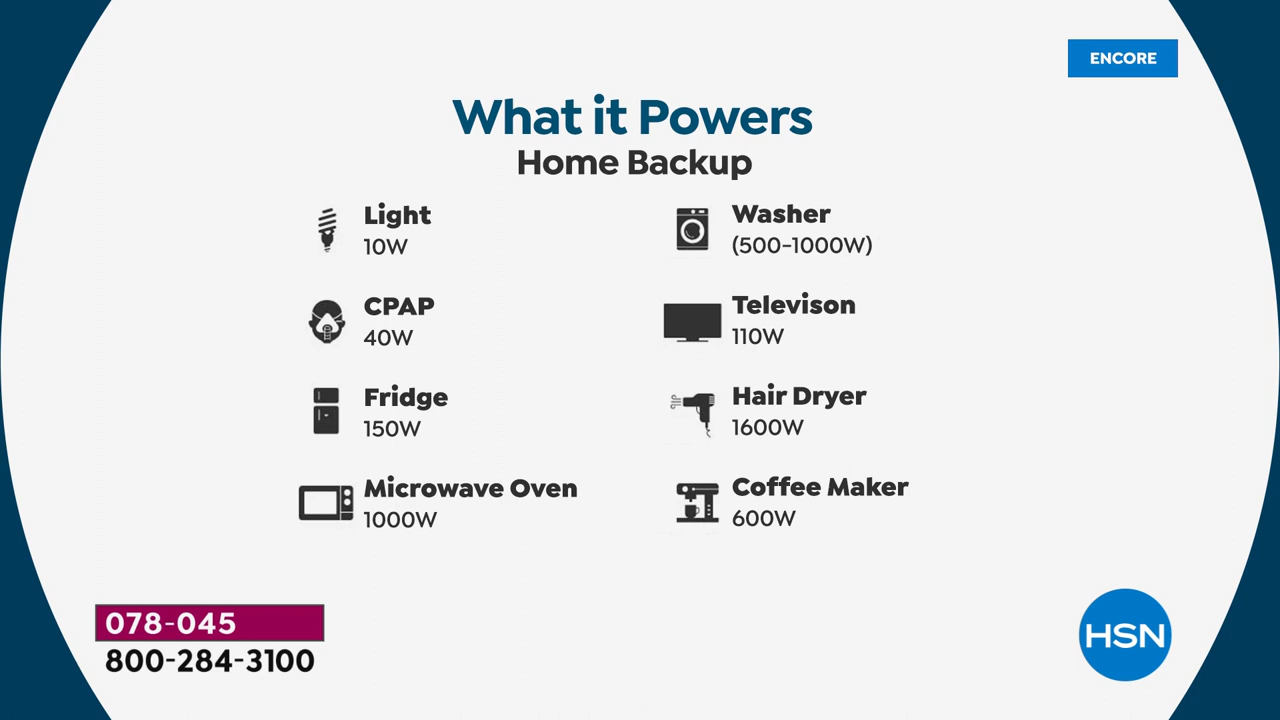 ENCORE
What it Powers
Home Backup
Light
10W
CPAP
40W
Fridge
150W
Microwave Oven
1000W
Washer
(500-1000W)
Televison
110W
Hair Dryer
1600W
Coffee Maker
600W
078-045
800-284-3100
HSN